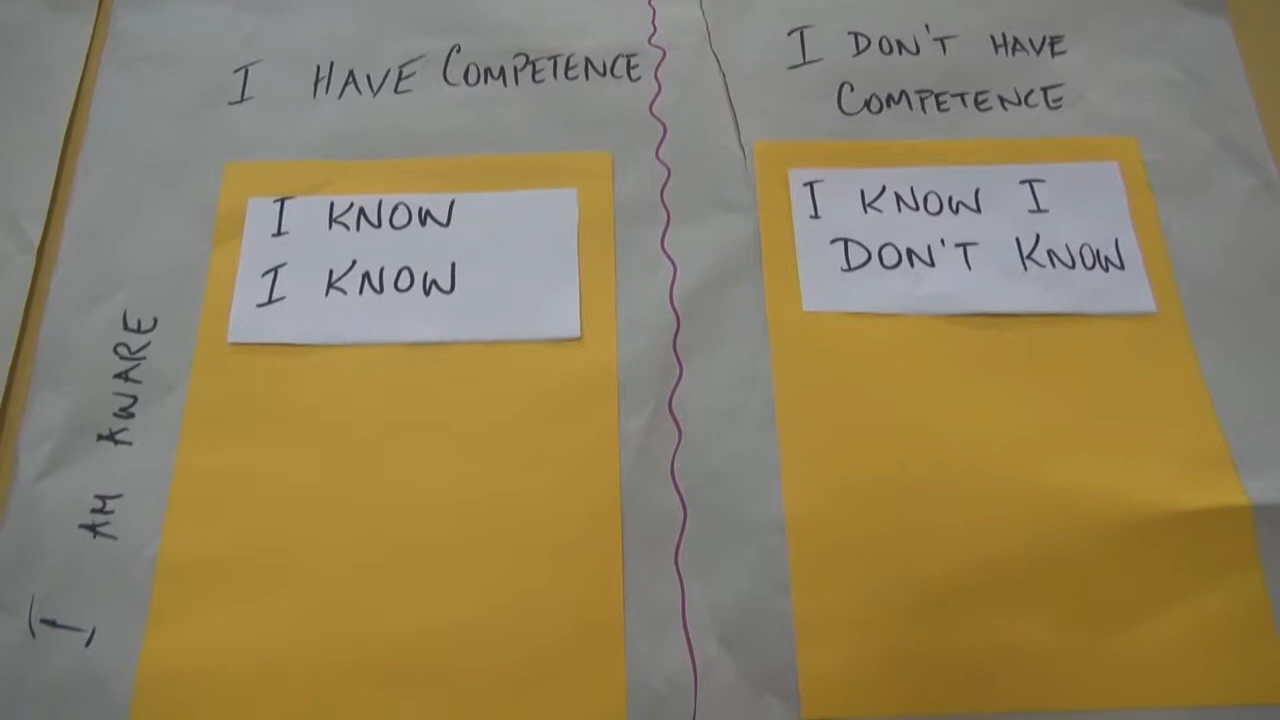 I HAVE COMPETENCE
I DON'T HAVE
COMPETENCE
I KNOW
I KNOW
I KNOW I
DON'T KNOW
I AM AWARE